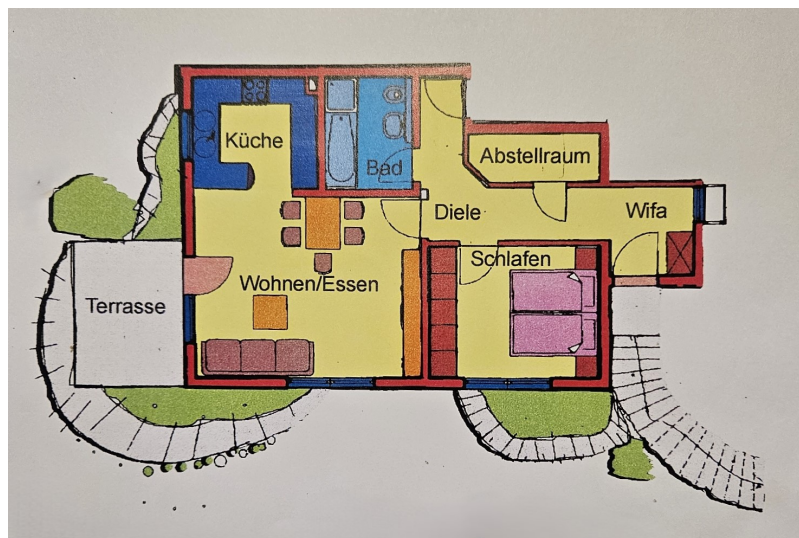 Küche
Bad
Abstellraum
Diele
Wifa
Schlafen
Wohnen/Essen
Terrasse